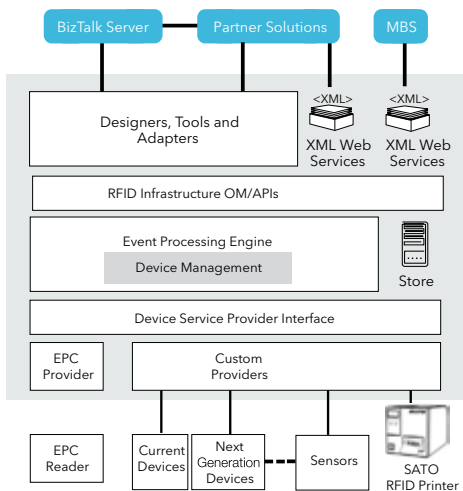 BizTalk Server
Partner Solutions
MBS
Designers, Tools and
Adapters
<XML>
XML Web
Services
<XML>
XML Web
Services
RFID Infrastructure OM/APIs
Event Processing Engine
Device Management
Store
Device Service Provider Interface
EPC
Provider
Custom
Providers
EPC
Reader
Current
Devices
Next
Generation
Devices
Sensors
SATO
RFID Printer